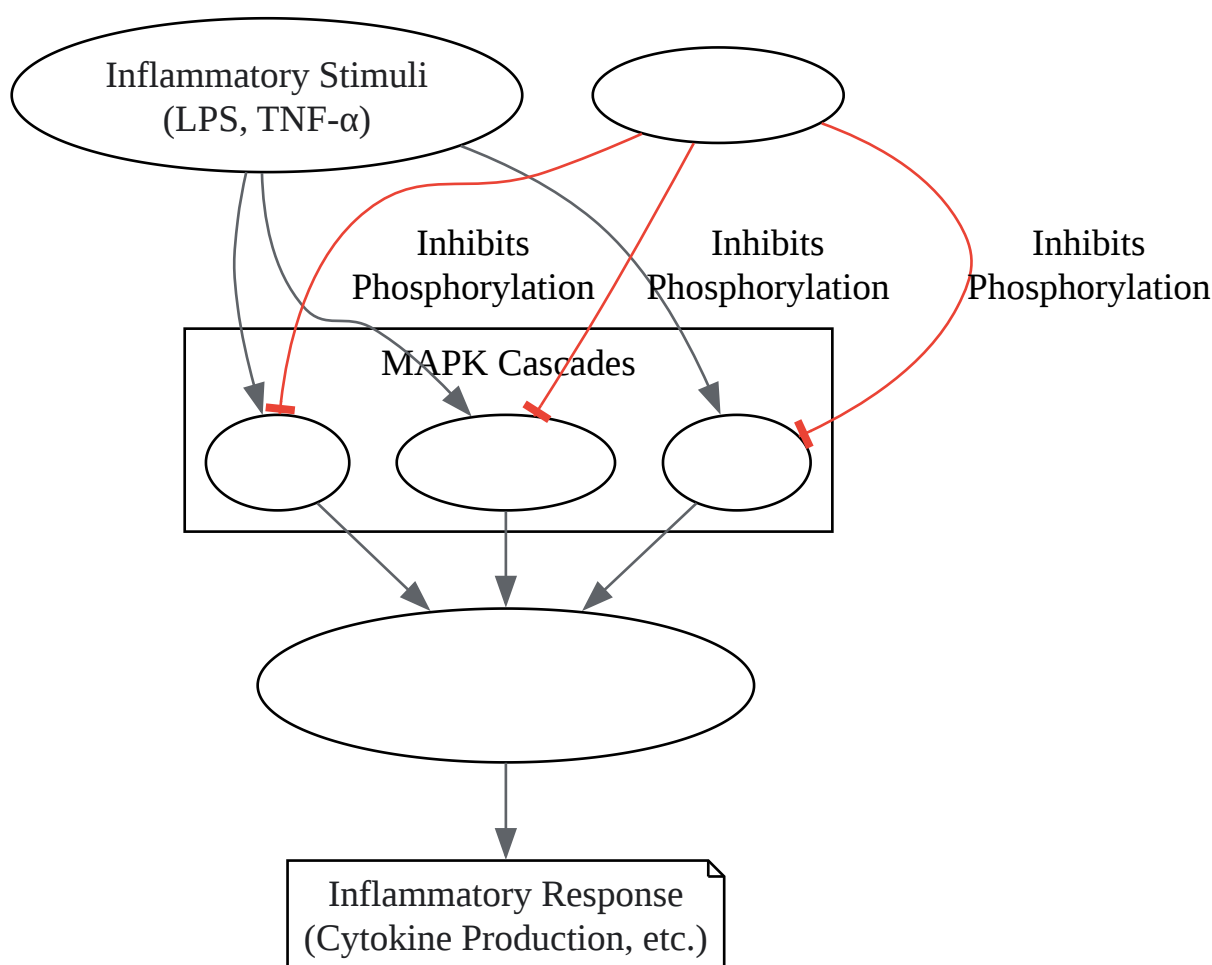 Inflammatory Stimuli
(LPS, TNF-α)
Inhibits
Phosphorylation
Inhibits
Phosphorylation
Inhibits
Phosphorylation
MAPK Cascades
Inflammatory Response
(Cytokine Production, etc.)